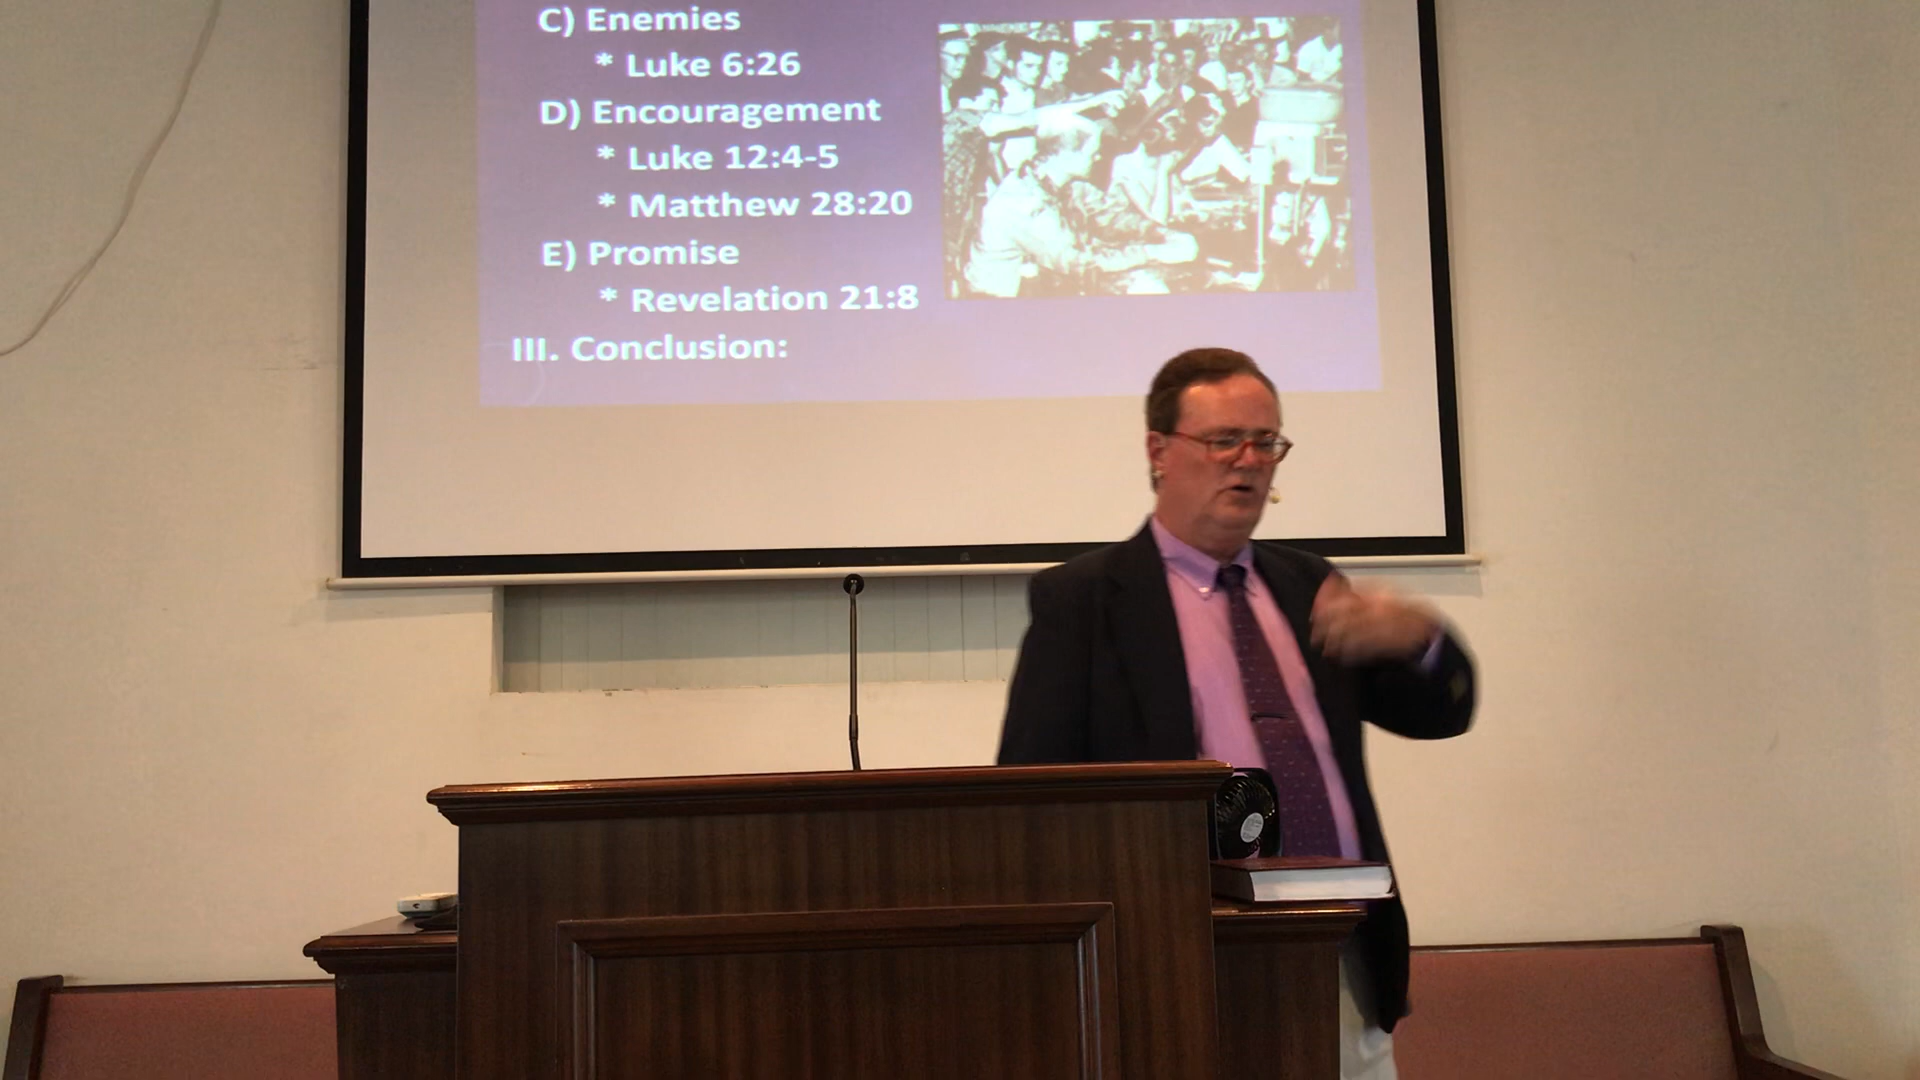 C) Enemies
* Luke 6:26
D) Encouragement
* Luke 12:4-5
* Matthew 28:20
E) Promise
* Revelation 21:8
III. Conclusion: